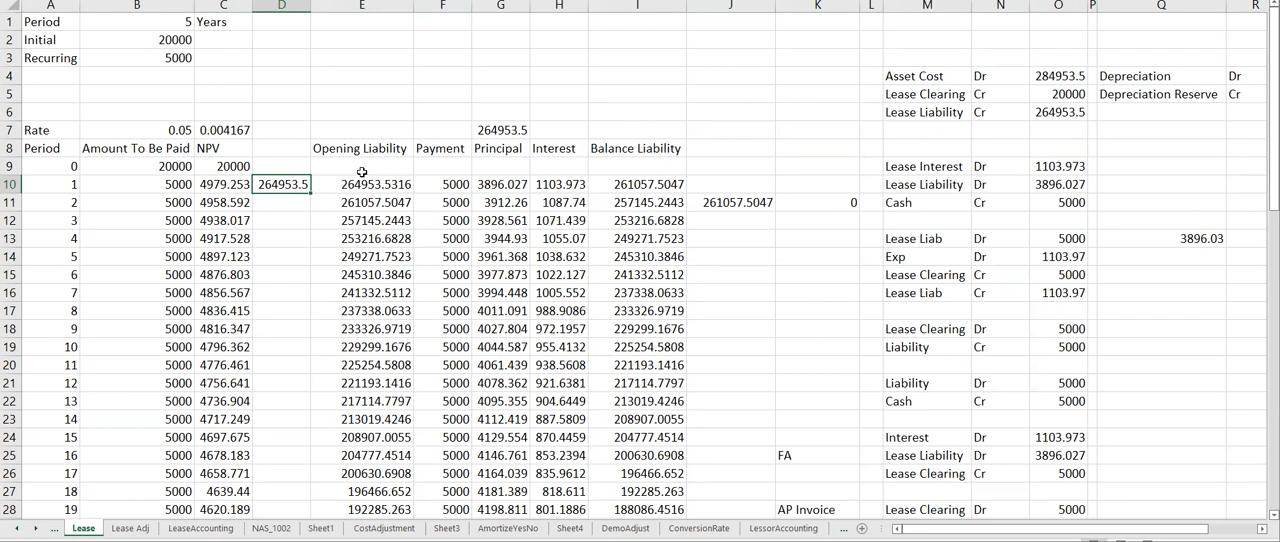 A B C D E F G H I J K L M N O P Q R
1 Period 5 Years
2 Initial 20000
3 Recurring 5000
4 Asset Cost Dr 284953.5 Depreciation Dr
5 Lease Clearing Cr 20000 Depreciation Reserve Cr
6 Lease Liability Cr 264953.5
7 Rate 0.05 0.004167 264953.5
8 Period Amount To Be Paid NPV Opening Liability Payment Principal Interest Balance Liability
9 0 20000 20000 Lease Interest Dr 1103.973
10 1 5000 4979.253 264953.5 264953.5316 5000 3896.027 1103.973 261057.5047 Lease Liability Dr 3896.027
11 2 5000 4958.592 261057.5047 5000 3912.26 1087.74 257145.2443 261057.5047 0 Cash Cr 5000
12 3 5000 4938.017 257145.2443 5000 3928.561 1071.439 253216.6828
13 4 5000 4917.528 253216.6828 5000 3944.93 1055.07 249271.7523 Lease Liab Dr 5000 3896.03
14 5 5000 4897.123 249271.7523 5000 3961.368 1038.632 245310.3846 Exp Dr 1103.97
15 6 5000 4876.803 245310.3846 5000 3977.873 1022.127 241332.5112 Lease Clearing Cr 5000
16 7 5000 4856.567 241332.5112 5000 3994.448 1005.552 237338.0633 Lease Liab Cr 1103.97
17 8 5000 4836.415 237338.0633 5000 4011.091 988.9086 233326.9719
18 9 5000 4816.347 233326.9719 5000 4027.804 972.1957 229299.1676 Lease Clearing Dr 5000
19 10 5000 4796.362 229299.1676 5000 4044.587 955.4132 225254.5808 Liability Cr 5000
20 11 5000 4776.461 225254.5808 5000 4061.439 938.5608 221193.1416
21 12 5000 4756.641 221193.1416 5000 4078.362 921.6381 217114.7797 Liability Dr 5000
22 13 5000 4736.904 217114.7797 5000 4095.355 904.6449 213019.4246 Cash Cr 5000
23 14 5000 4717.249 213019.4246 5000 4112.419 887.5809 208907.0055
24 15 5000 4697.675 208907.0055 5000 4129.554 870.4459 204777.4514 Interest Dr 1103.973
25 16 5000 4678.183 204777.4514 5000 4146.761 853.2394 200630.6908 FA Lease Liability Dr 3896.027
26 17 5000 4658.771 200630.6908 5000 4164.039 835.9612 196466.652 Lease Clearing Cr 5000
27 18 5000 4639.44 196466.652 5000 4181.389 818.611 192285.263
28 19 5000 4620.189 192285.263 5000 4198.811 801.1886 188086.4516 AP Invoice Lease Clearing Dr 5000
... Lease Lease Adj LeaseAccounting NAS_1002 Sheet1 CostAdjustment Sheet3 AmortizeYesNo Sheet4 DemoAdjust ConversionRate LessorAccounting ...